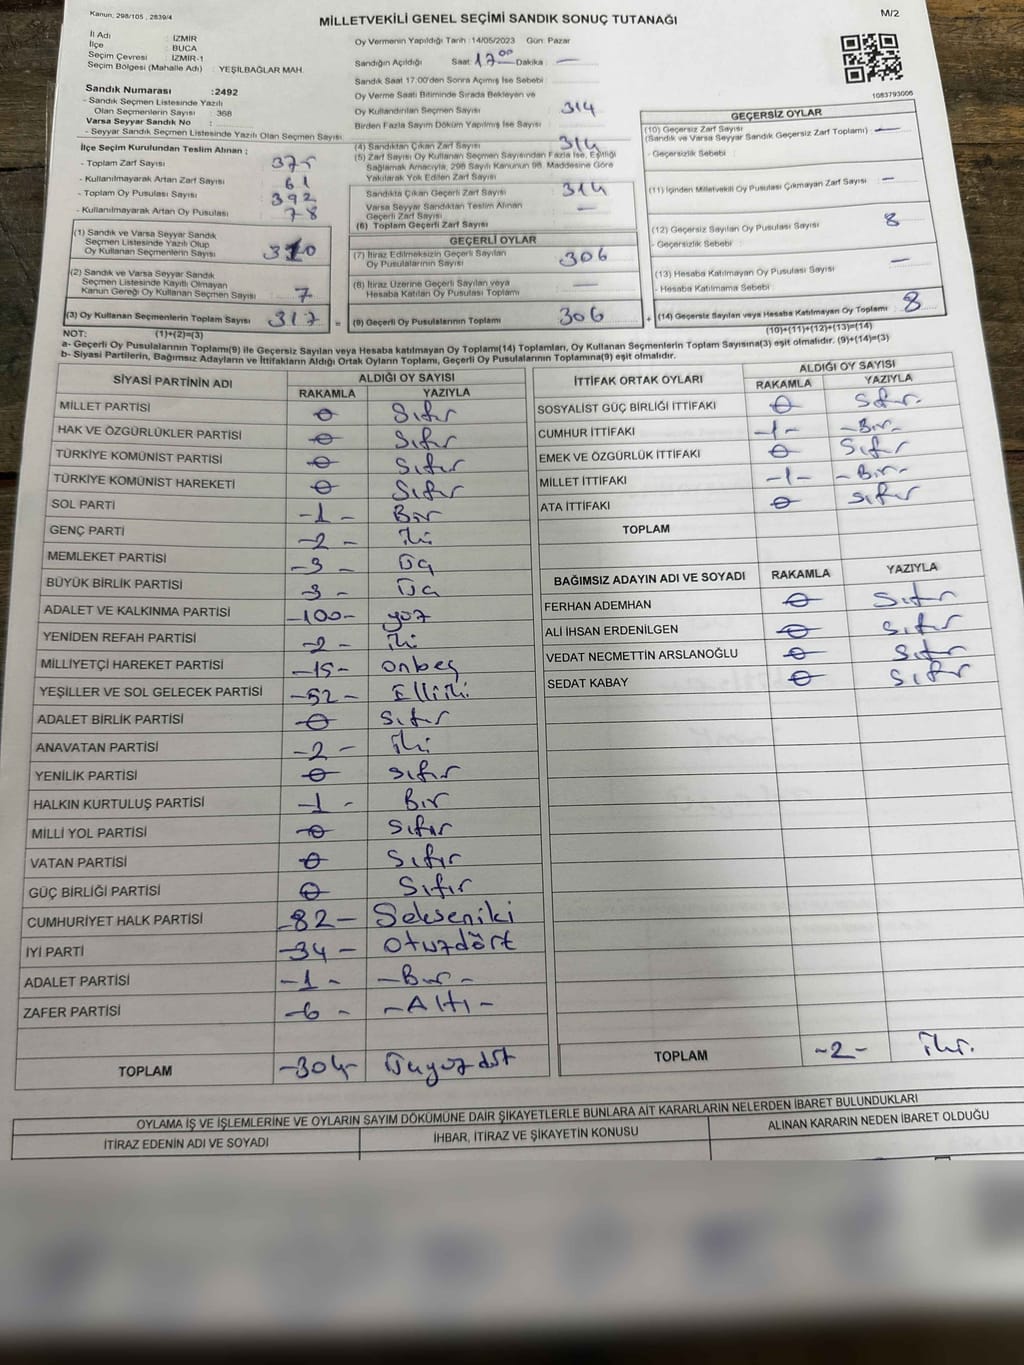 Kanun: 298/105 , 2839/4
MİLLETVEKİLİ GENEL SEÇİMİ SANDIK SONUÇ TUTANAĞI
M/2
İl Adı : İZMİR
İlçe : BUCA
Seçim Çevresi : İZMİR-1
Seçim Bölgesi (Mahalle Adı) : YEŞİLBAĞLAR MAH.
Sandık Numarası : 2492
- Sandık Seçmen Listesinde Yazılı
Olan Seçmenlerin Sayısı : 368
Varsa Seyyar Sandık No :
- Seyyar Sandık Seçmen Listesinde Yazılı Olan Seçmen Sayısı
İlçe Seçim Kurulundan Teslim Alınan ;
- Toplam Zarf Sayısı 375
- Kullanılmayarak Artan Zarf Sayısı 61
- Toplam Oy Pusulası Sayısı 392
- Kullanılmayarak Artan Oy Pusulası 78
(1) Sandık ve Varsa Seyyar Sandık
Seçmen Listesinde Yazılı Olup
Oy Kullanan Seçmenlerin Sayısı 310
(2) Sandık ve Varsa Seyyar Sandık
Seçmen Listesinde Kayıtlı Olmayan
Kanun Gereği Oy Kullanan Seçmen Sayısı 7
(3) Oy Kullanan Seçmenlerin Toplam Sayısı 317 =
Oy Vermenin Yapıldığı Tarih : 14/05/2023 Gün: Pazar
Sandığın Açıldığı Saat: 17 00 Dakika : —
Sandık Saat 17:00'den Sonra Açımış İse Sebebi :
Oy Verme Saati Bitiminde Sırada Bekleyen ve
Oy Kullandırılan Seçmen Sayısı 314
Birden Fazla Sayım Döküm Yapılmış İse Sayısı :
(4) Sandıktan Çıkan Zarf Sayısı 314
(5) Zarf Sayısı Oy Kullanan Seçmen Sayısından Fazla İse, Eşitliği
Sağlamak Amacıyla, 298 Sayılı Kanunun 98. Maddesine Göre
Yakılarak Yok Edilen Zarf Sayısı
Sandıkta Çıkan Geçerli Zarf Sayısı 314
Varsa Seyyar Sandıktan Teslim Alınan
Geçerli Zarf Sayısı —
(6) Toplam Geçerli Zarf Sayısı
GEÇERLİ OYLAR
(7) İtiraz Edilmeksizin Geçerli Sayılan
Oy Pusulalarının Sayısı 306
(8) İtiraz Üzerine Geçerli Sayılan veya
Hesaba Katılan Oy Pusulası Toplamı —
(9) Geçerli Oy Pusulalarının Toplamı 306 +
1083793006
GEÇERSİZ OYLAR
(10) Geçersiz Zarf Sayısı
(Sandık ve Varsa Seyyar Sandık Geçersiz Zarf Toplamı) : —
- Geçersizlik Sebebi :
(11) İçinden Milletvekili Oy Pusulası Çıkmayan Zarf Sayısı —
(12) Geçersiz Sayılan Oy Pusulası Sayısı 8
- Geçersizlik Sebebi :
(13) Hesaba Katılmayan Oy Pusulası Sayısı —
- Hesaba Katılmama Sebebi
(14) Geçersiz Sayılan veya Hesaba Katılmayan Oy Toplamı 8
(10)+(11)+(12)+(13)=(14)
NOT: (1)+(2)=(3)
a- Geçerli Oy Pusulalarının Toplamı(9) ile Geçersiz Sayılan veya Hesaba katılmayan Oy Toplamı(14) Toplamları, Oy Kullanan Seçmenlerin Toplam Sayısına(3) eşit olmalıdır. (9)+(14)=(3)
b- Siyasi Partilerin, Bağımsız Adayların ve İttifakların Aldığı Ortak Oyların Toplamı, Geçerli Oy Pusulalarının Toplamına(9) eşit olmalıdır.
SİYASİ PARTİNİN ADI ALDIĞI OY SAYISI
RAKAMLA YAZIYLA
MİLLET PARTİSİ 0 Sıfır
HAK VE ÖZGÜRLÜKLER PARTİSİ 0 Sıfır
TÜRKİYE KOMÜNİST PARTİSİ 0 Sıfır
TÜRKİYE KOMÜNİST HAREKETİ 0 Sıfır
SOL PARTİ -1- Bir
GENÇ PARTİ -2- İki
MEMLEKET PARTİSİ -3- Üç
BÜYÜK BİRLİK PARTİSİ -3- Üç
ADALET VE KALKINMA PARTİSİ -100- yüz
YENİDEN REFAH PARTİSİ -2- İki
MİLLİYETÇİ HAREKET PARTİSİ -15- onbeş
YEŞİLLER VE SOL GELECEK PARTİSİ -52- Elliiki
ADALET BİRLİK PARTİSİ 0 Sıfır
ANAVATAN PARTİSİ -2- İki
YENİLİK PARTİSİ 0 Sıfır
HALKIN KURTULUŞ PARTİSİ -1- Bir
MİLLİ YOL PARTİSİ 0 Sıfır
VATAN PARTİSİ 0 Sıfır
GÜÇ BİRLİĞİ PARTİSİ 0 Sıfır
CUMHURİYET HALK PARTİSİ -82- Sekseniki
İYİ PARTİ -34- Otuzdört
ADALET PARTİSİ -1- -Bir-
ZAFER PARTİSİ -6- -Altı-
TOPLAM -304- Üçyüzdört
İTTİFAK ORTAK OYLARI ALDIĞI OY SAYISI
RAKAMLA YAZIYLA
SOSYALİST GÜÇ BİRLİĞİ İTTİFAKI 0 Sıfır
CUMHUR İTTİFAKI -1- -Bir-
EMEK VE ÖZGÜRLÜK İTTİFAKI 0 Sıfır
MİLLET İTTİFAKI -1- -Bir-
ATA İTTİFAKI 0 Sıfır
TOPLAM
BAĞIMSIZ ADAYIN ADI VE SOYADI RAKAMLA YAZIYLA
FERHAN ADEMHAN 0 Sıfır
ALİ İHSAN ERDENİLGEN 0 Sıfır
VEDAT NECMETTİN ARSLANOĞLU 0 Sıfır
SEDAT KABAY 0 Sıfır
TOPLAM -2- İki.
OYLAMA İŞ VE İŞLEMLERİNE VE OYLARIN SAYIM DÖKÜMÜNE DAİR ŞİKAYETLERLE BUNLARA AİT KARARLARIN NELERDEN İBARET BULUNDUKLARI
İTİRAZ EDENİN ADI VE SOYADI İHBAR, İTİRAZ VE ŞİKAYETİN KONUSU ALINAN KARARIN NEDEN İBARET OLDUĞU